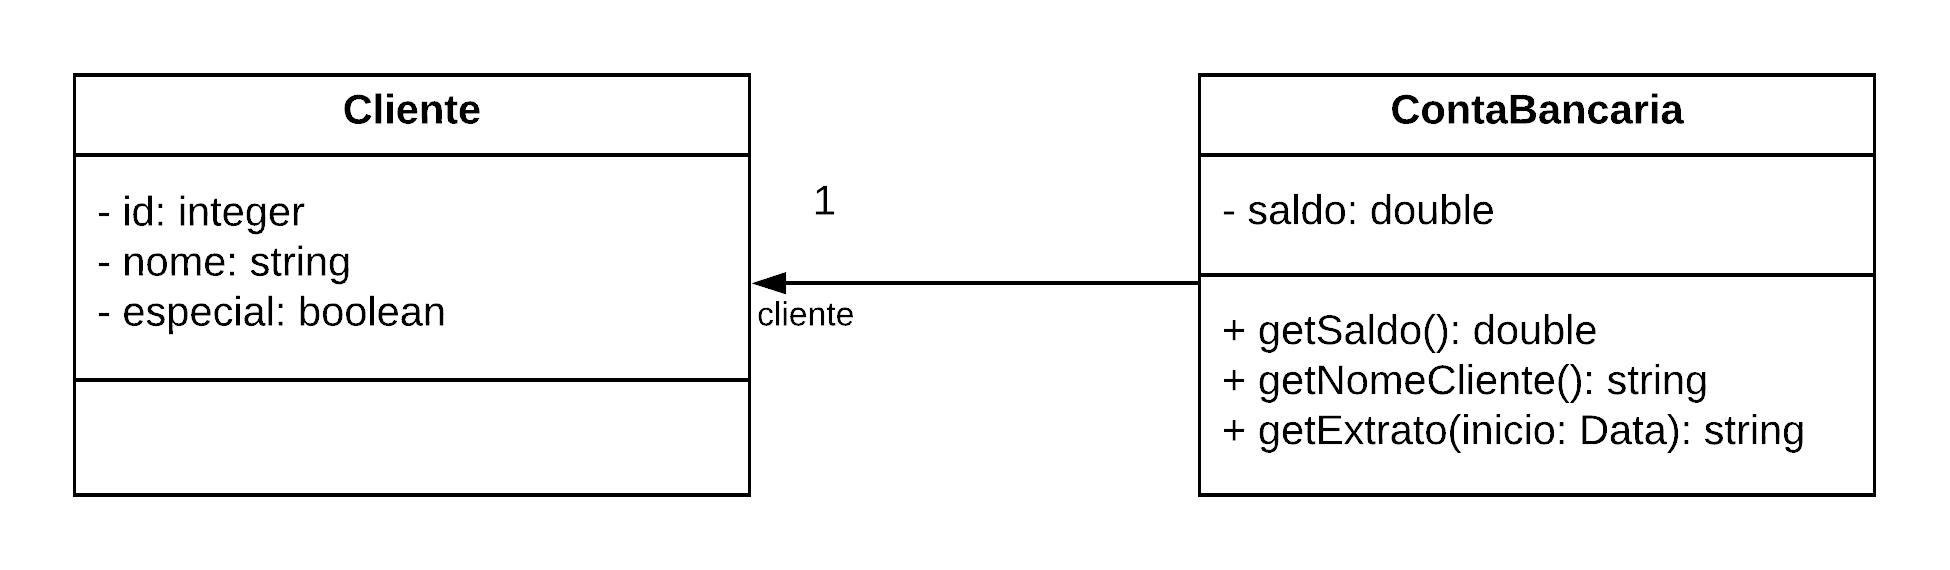 Cliente
- id: integer
- nome: string
- especial: boolean
1
cliente
ContaBancaria
- saldo: double
+ getSaldo(): double
+ getNomeCliente(): string
+ getExtrato(inicio: Data): string